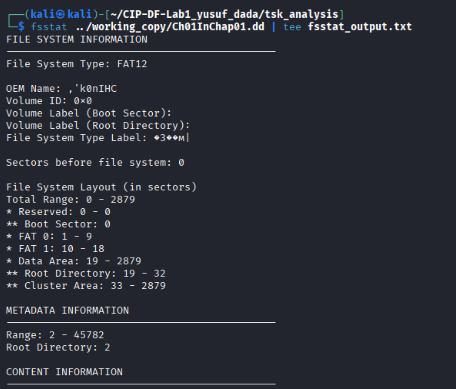 ┌──(kali㉿kali)-[~/CIP-DF-Lab1_yusuf_dada/tsk_analysis]
└─$ fsstat ../working_copy/Ch01InChap01.dd | tee fsstat_output.txt
FILE SYSTEM INFORMATION
--------------------------------------------
File System Type: FAT12

OEM Name: ,'k0nIHC
Volume ID: 0×0
Volume Label (Boot Sector):
Volume Label (Root Directory):
File System Type Label: �3��м|

Sectors before file system: 0

File System Layout (in sectors)
Total Range: 0 - 2879
* Reserved: 0 - 0
** Boot Sector: 0
* FAT 0: 1 - 9
* FAT 1: 10 - 18
* Data Area: 19 - 2879
** Root Directory: 19 - 32
** Cluster Area: 33 - 2879

METADATA INFORMATION
--------------------------------------------
Range: 2 - 45782
Root Directory: 2

CONTENT INFORMATION
--------------------------------------------